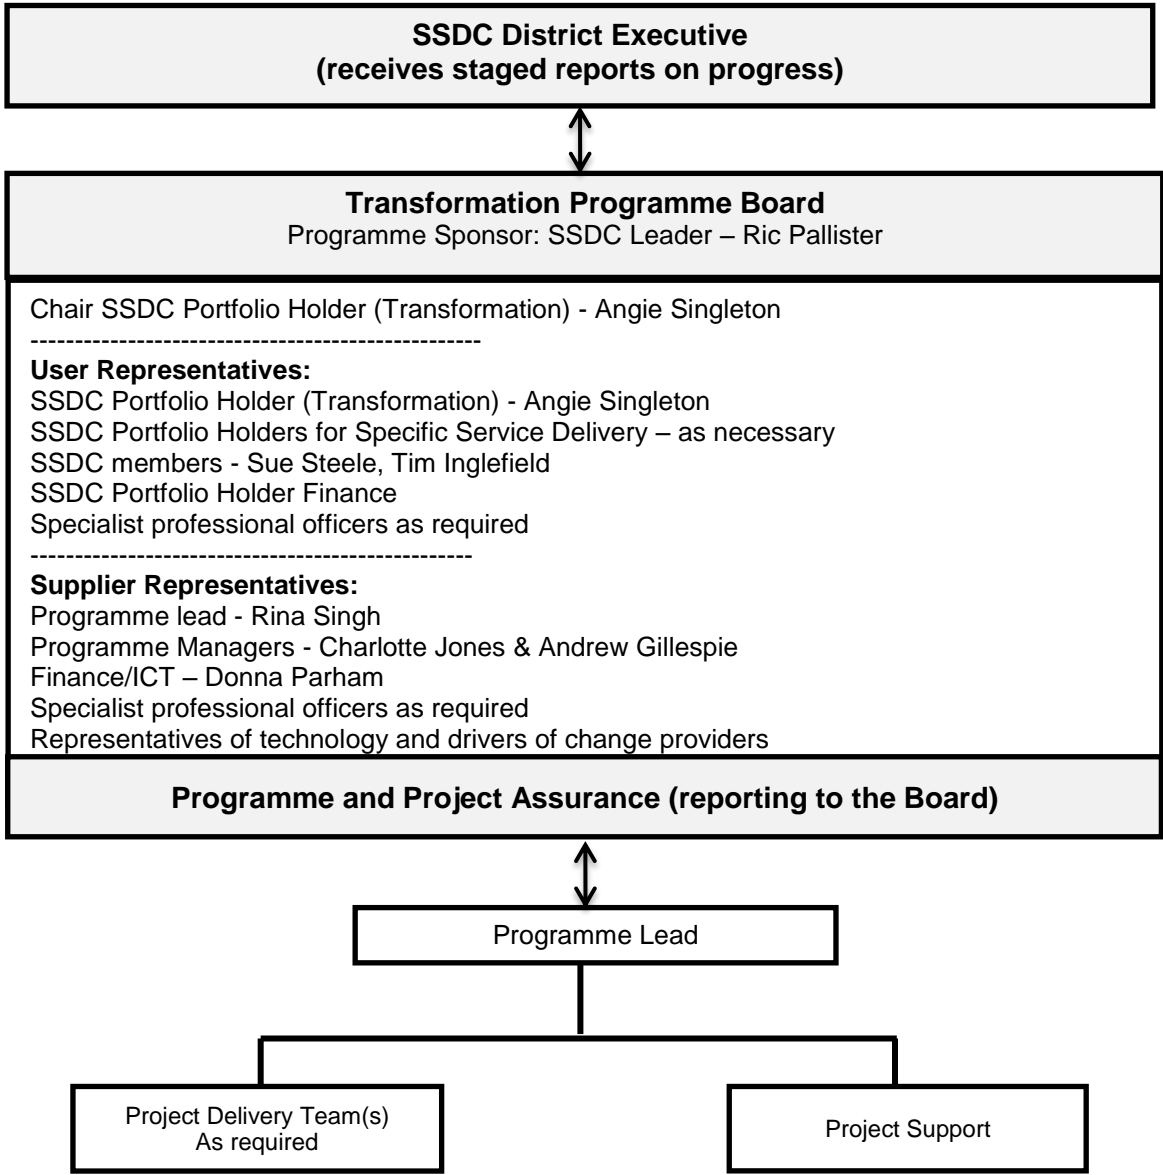 SSDC District Executive
(receives staged reports on progress)
Transformation Programme Board
Programme Sponsor: SSDC Leader – Ric Pallister
Chair SSDC Portfolio Holder (Transformation) - Angie Singleton
--------------------------------------------------
User Representatives:
SSDC Portfolio Holder (Transformation) - Angie Singleton
SSDC Portfolio Holders for Specific Service Delivery – as necessary
SSDC members - Sue Steele, Tim Inglefield
SSDC Portfolio Holder Finance
Specialist professional officers as required
-------------------------------------------------
Supplier Representatives:
Programme lead - Rina Singh
Programme Managers - Charlotte Jones & Andrew Gillespie
Finance/ICT – Donna Parham
Specialist professional officers as required
Representatives of technology and drivers of change providers
Programme and Project Assurance (reporting to the Board)
Programme Lead
Project Delivery Team(s)
As required
Project Support